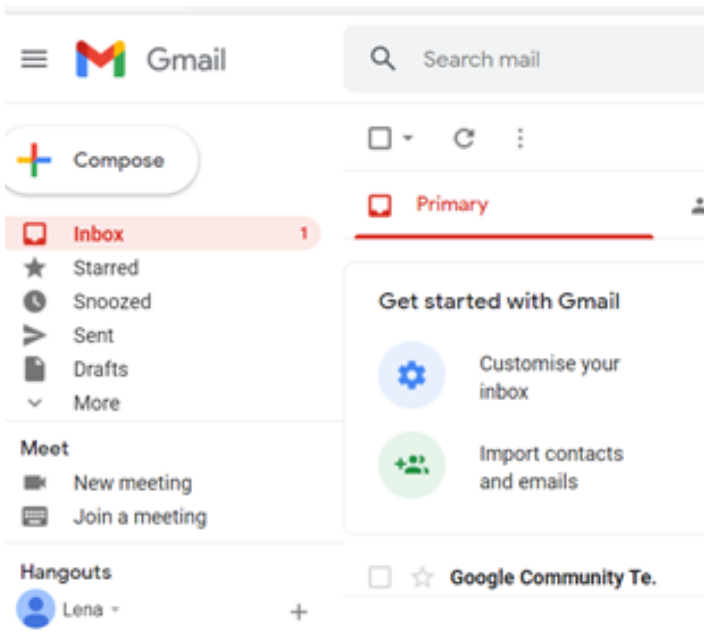 Gmail
Search mail
Compose
Primary
Inbox 1
Starred
Snoozed
Sent
Drafts
More
Get started with Gmail
Customise your
inbox
Import contacts
and emails
Meet
New meeting
Join a meeting
Hangouts
Lena
Google Community Te.